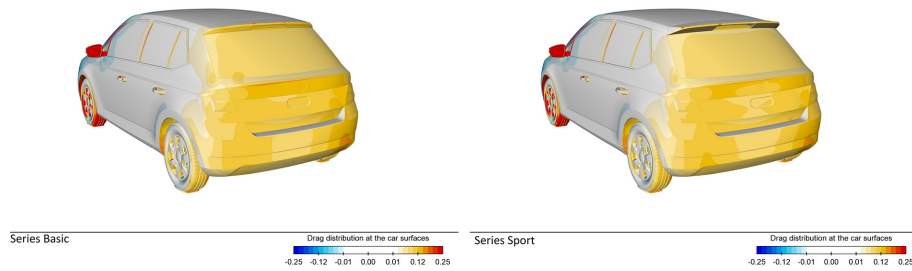 Series Basic
Drag distribution at the car surfaces
-0.25 -0.12 -0.01 0.00 0.01 0.12 0.25
Series Sport
Drag distribution at the car surfaces
-0.25 -0.12 -0.01 0.00 0.01 0.12 0.25